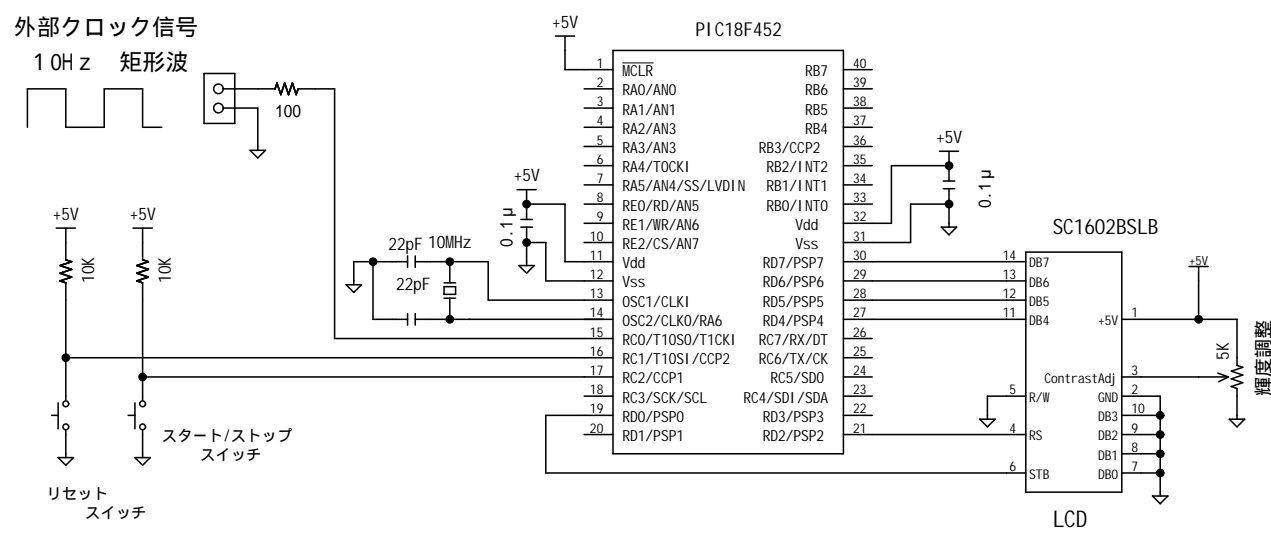 外部クロック信号
10Hz 矩形波
100
+5V
PIC18F452
1 MCLR
2 RA0/AN0
3 RA1/AN1
4 RA2/AN3
5 RA3/AN3
6 RA4/TOCKI
7 RA5/AN4/SS/LVDIN
8 RE0/RD/AN5
9 RE1/WR/AN6
10 RE2/CS/AN7
11 Vdd
12 Vss
13 OSC1/CLKI
14 OSC2/CLKO/RA6
15 RC0/T1OSO/T1CKI
16 RC1/T1OSI/CCP2
17 RC2/CCP1
18 RC3/SCK/SCL
19 RD0/PSP0
20 RD1/PSP1
RB7 40
RB6 39
RB5 38
RB4 37
RB3/CCP2 36
RB2/INT2 35
RB1/INT1 34
RB0/INT0 33
Vdd 32
Vss 31
RD7/PSP7 30
RD6/PSP6 29
RD5/PSP5 28
RD4/PSP4 27
RC7/RX/DT 26
RC6/TX/CK 25
RC5/SDO 24
RC4/SDI/SDA 23
RD3/PSP3 22
RD2/PSP2 21
+5V
0.1μ
+5V
0.1μ
22pF 10MHz
22pF
+5V
10K
+5V
10K
スタート/ストップ
スイッチ
リセット
スイッチ
SC1602BSLB
14 DB7
13 DB6
12 DB5
11 DB4
5 R/W
4 RS
6 STB
+5V 1
ContrastAdj 3
GND 2
DB3 10
DB2 9
DB1 8
DB0 7
+5V
5K
輝度調整
LCD